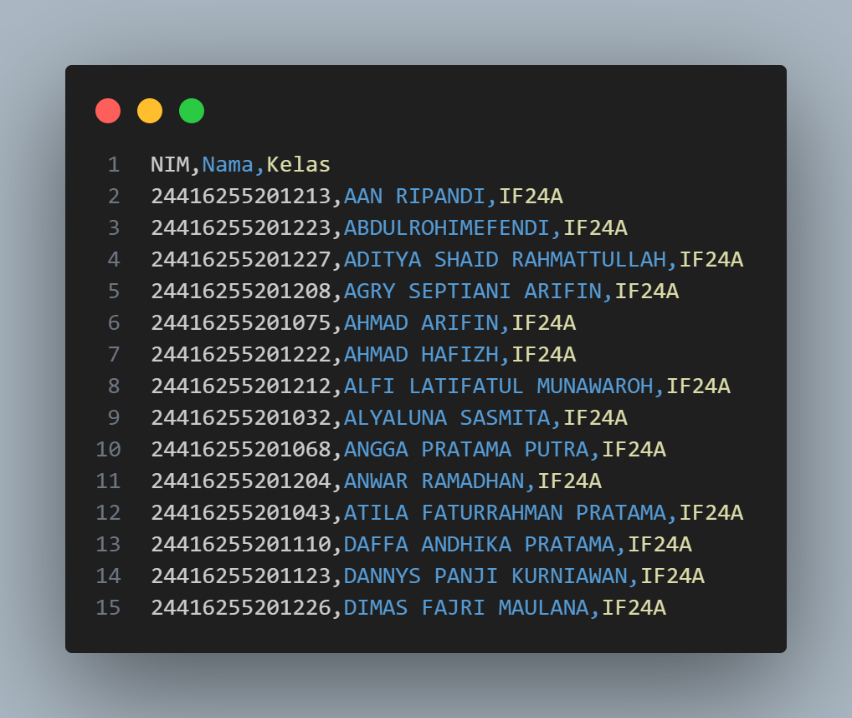 1 NIM,Nama,Kelas
2 24416255201213,AAN RIPANDI,IF24A
3 24416255201223,ABDULROHIMEFENDI,IF24A
4 24416255201227,ADITYA SHAID RAHMATTULLAH,IF24A
5 24416255201208,AGRY SEPTIANI ARIFIN,IF24A
6 24416255201075,AHMAD ARIFIN,IF24A
7 24416255201222,AHMAD HAFIZH,IF24A
8 24416255201212,ALFI LATIFATUL MUNAWAROH,IF24A
9 24416255201032,ALYALUNA SASMITA,IF24A
10 24416255201068,ANGGA PRATAMA PUTRA,IF24A
11 24416255201204,ANWAR RAMADHAN,IF24A
12 24416255201043,ATILA FATURRAHMAN PRATAMA,IF24A
13 24416255201110,DAFFA ANDHIKA PRATAMA,IF24A
14 24416255201123,DANNYS PANJI KURNIAWAN,IF24A
15 24416255201226,DIMAS FAJRI MAULANA,IF24A